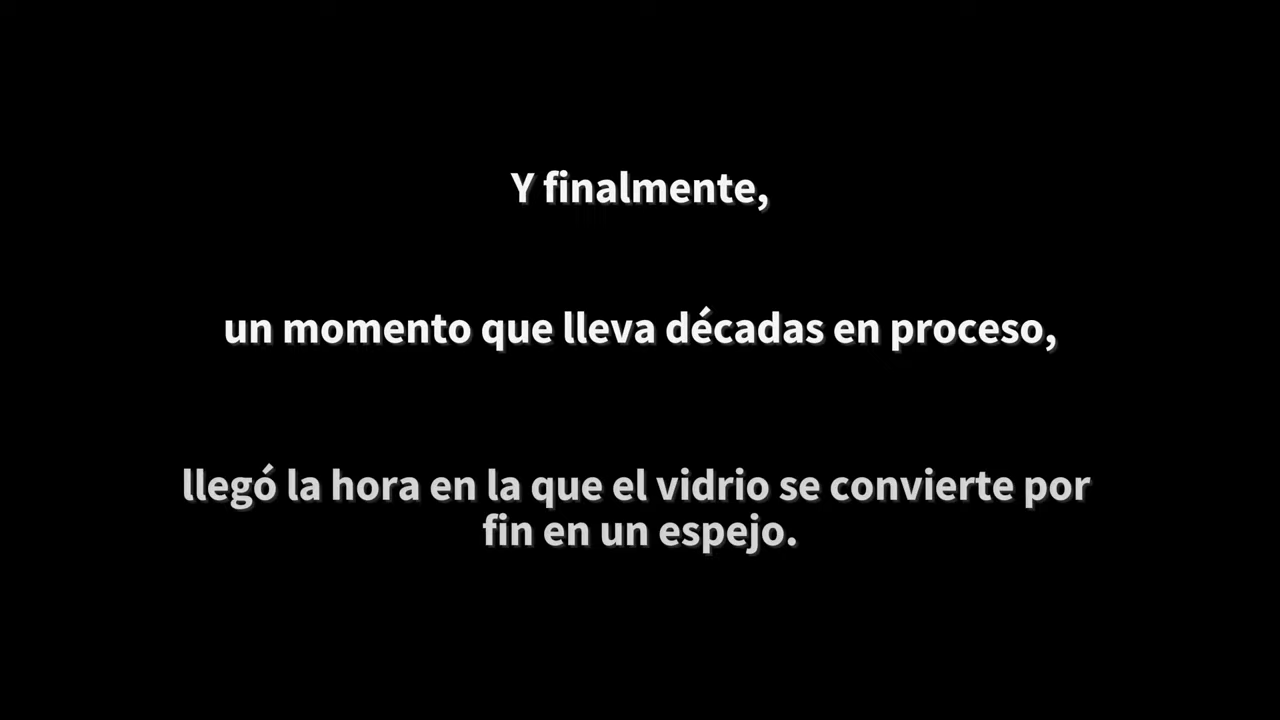 Y finalmente,
un momento que lleva décadas en proceso,
llegó la hora en la que el vidrio se convierte por
fin en un espejo.